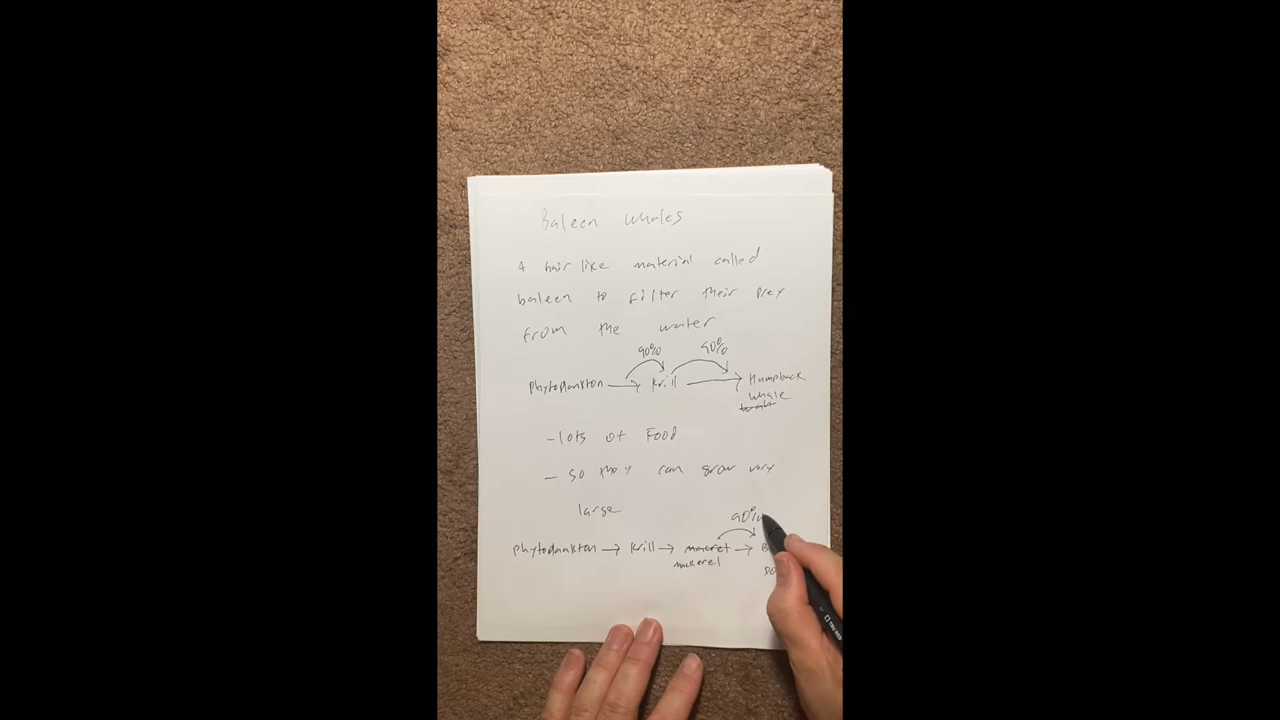 Baleen Whales
A hair like material called
baleen to filter their prey
from the water
90% 90%
Phytoplankton → Krill → Humpback
whale
- lots of Food
- so they can grow very
large
90%
Phytoplankton → Krill → macrel →
mackerel